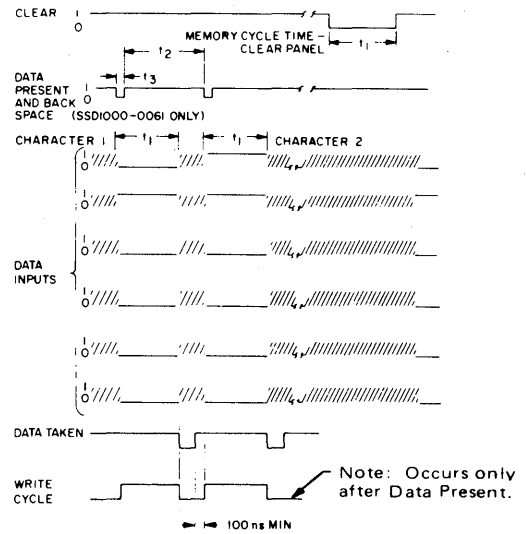 CLEAR 1
0
MEMORY CYCLE TIME –
CLEAR PANEL
t1
t2
t3
DATA
PRESENT
AND BACK
SPACE (SSD1000-0061 ONLY)
1
0
CHARACTER 1 t1 t1 CHARACTER 2
1
0
1
0
1
0
DATA
INPUTS
1
0
1
0
1
0
DATA TAKEN
WRITE
CYCLE
Note: Occurs only
after Data Present.
100 ns MIN